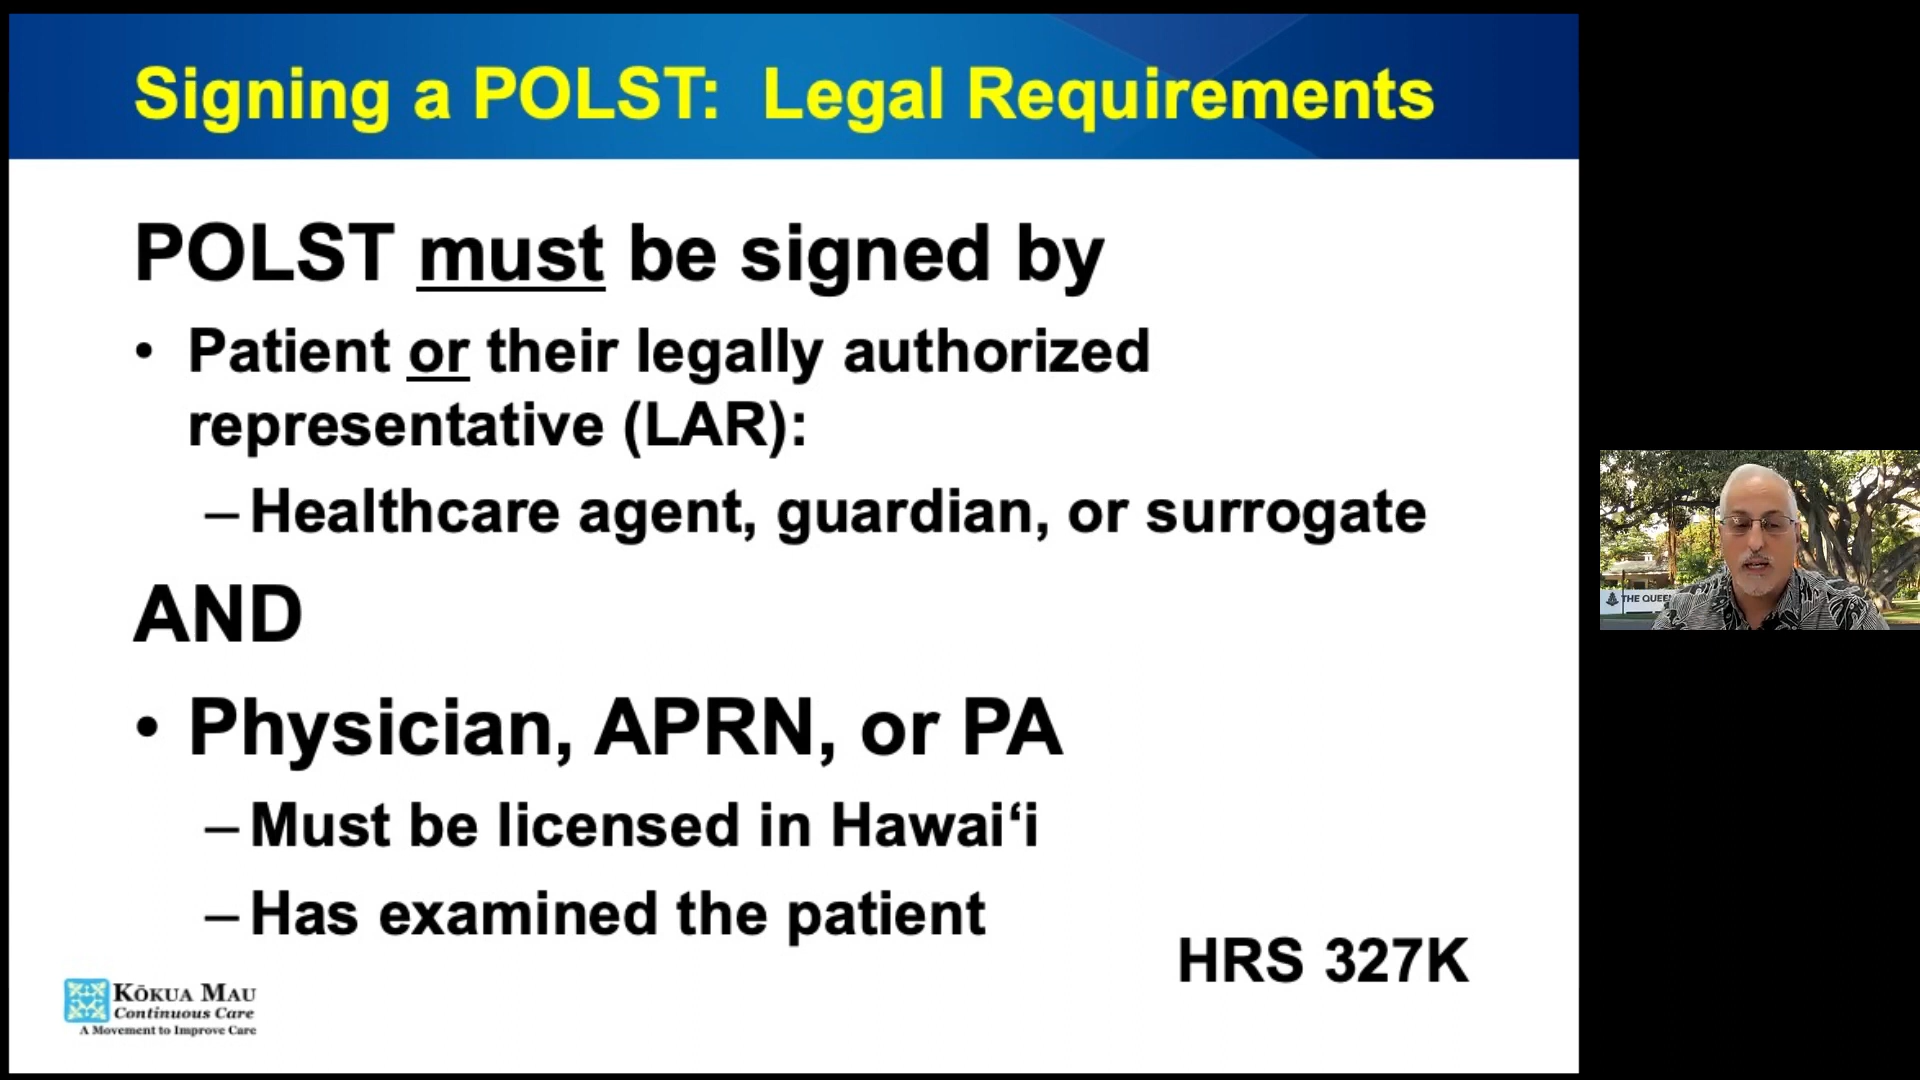 Signing a POLST: Legal Requirements
POLST must be signed by
• Patient or their legally authorized
representative (LAR):
– Healthcare agent, guardian, or surrogate
AND
• Physician, APRN, or PA
– Must be licensed in Hawai‘i
– Has examined the patient
HRS 327K
KŌKUA MAU
Continuous Care
A Movement to Improve Care
THE QUEE